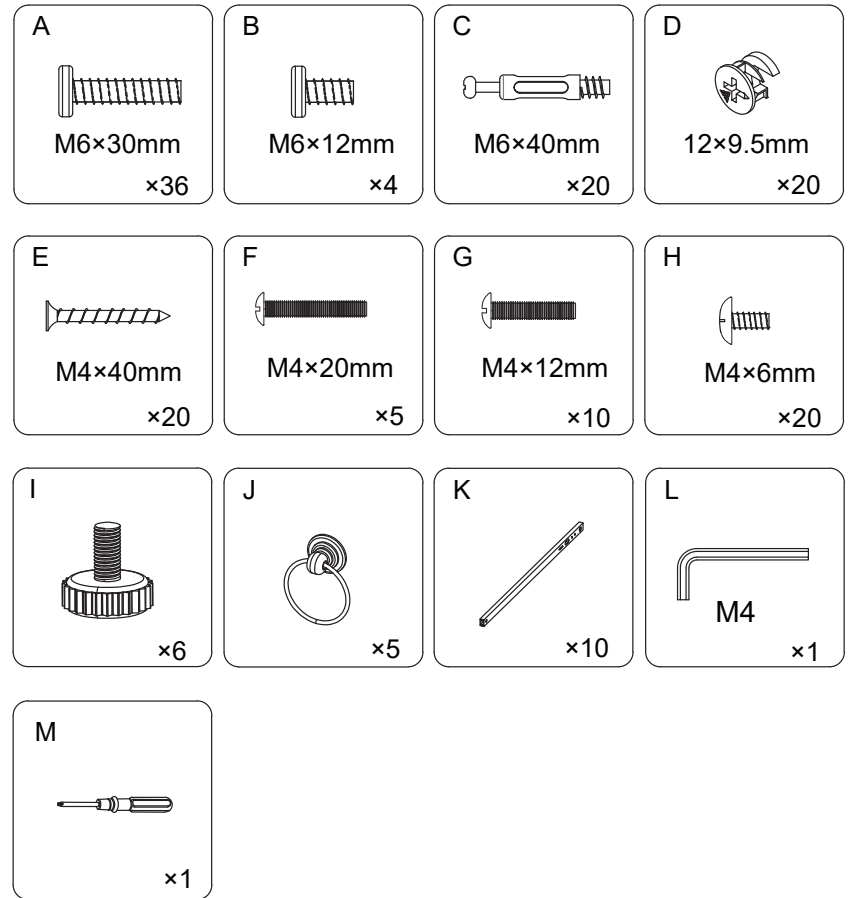 A
M6×30mm
×36
B
M6×12mm
×4
C
M6×40mm
×20
D
12×9.5mm
×20
E
M4×40mm
×20
F
M4×20mm
×5
G
M4×12mm
×10
H
M4×6mm
×20
I
×6
J
×5
K
×10
L
M4
×1
M
×1